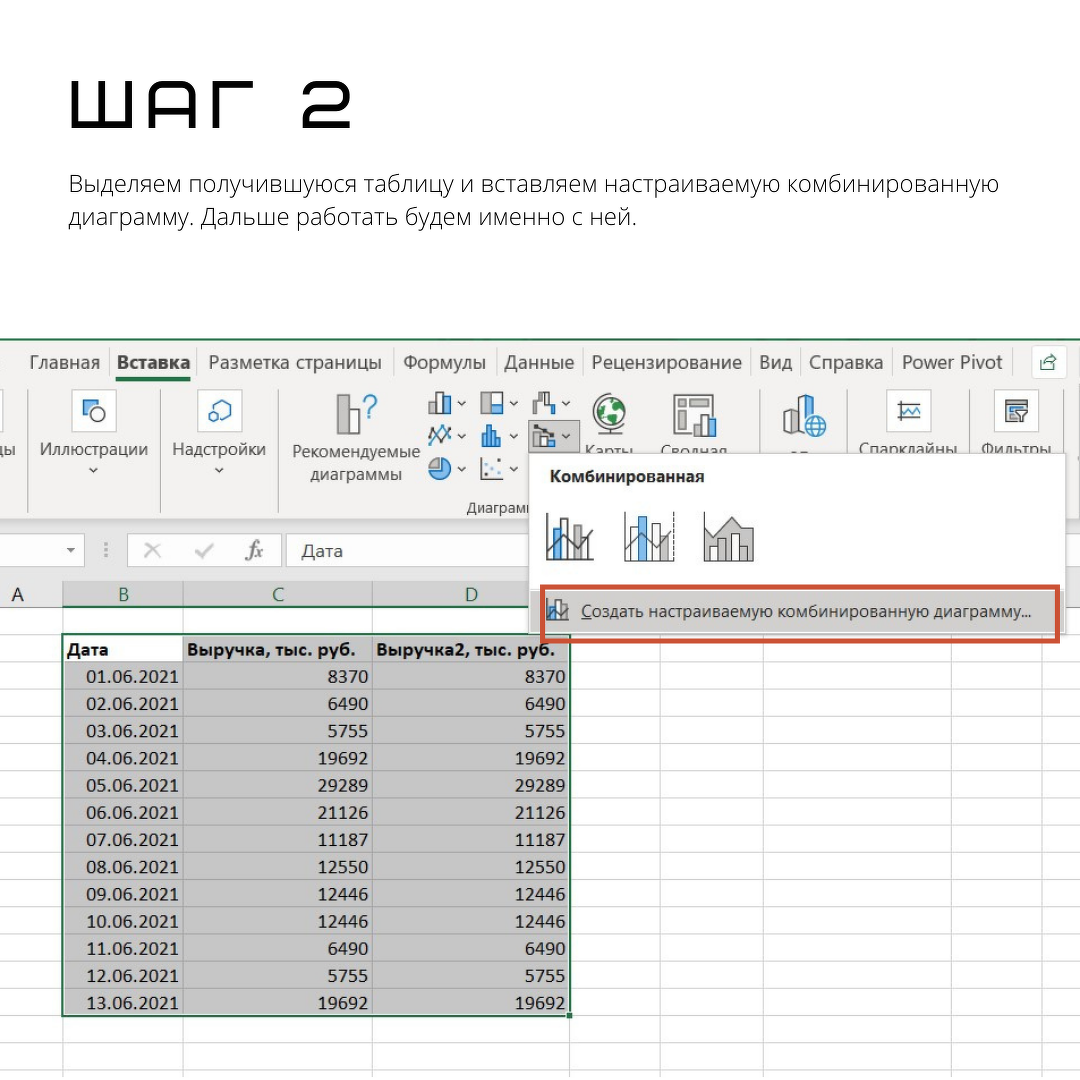 ШАГ 2
Выделяем получившуюся таблицу и вставляем настраиваемую комбинированную
диаграмму. Дальше работать будем именно с ней.
Главная Вставка Разметка страницы Формулы Данные Рецензирование Вид Справка Power Pivot
Иллюстрации Настройки Рекомендуемые диаграммы Карты Сводная Спарклайны Фильтры
Комбинированная
Создать настраиваемую комбинированную диаграмму...
fx Дата
A B C D
Дата Выручка, тыс. руб. Выручка2, тыс. руб.
01.06.2021 8370 8370
02.06.2021 6490 6490
03.06.2021 5755 5755
04.06.2021 19692 19692
05.06.2021 29289 29289
06.06.2021 21126 21126
07.06.2021 11187 11187
08.06.2021 12550 12550
09.06.2021 12446 12446
10.06.2021 12446 12446
11.06.2021 6490 6490
12.06.2021 5755 5755
13.06.2021 19692 19692